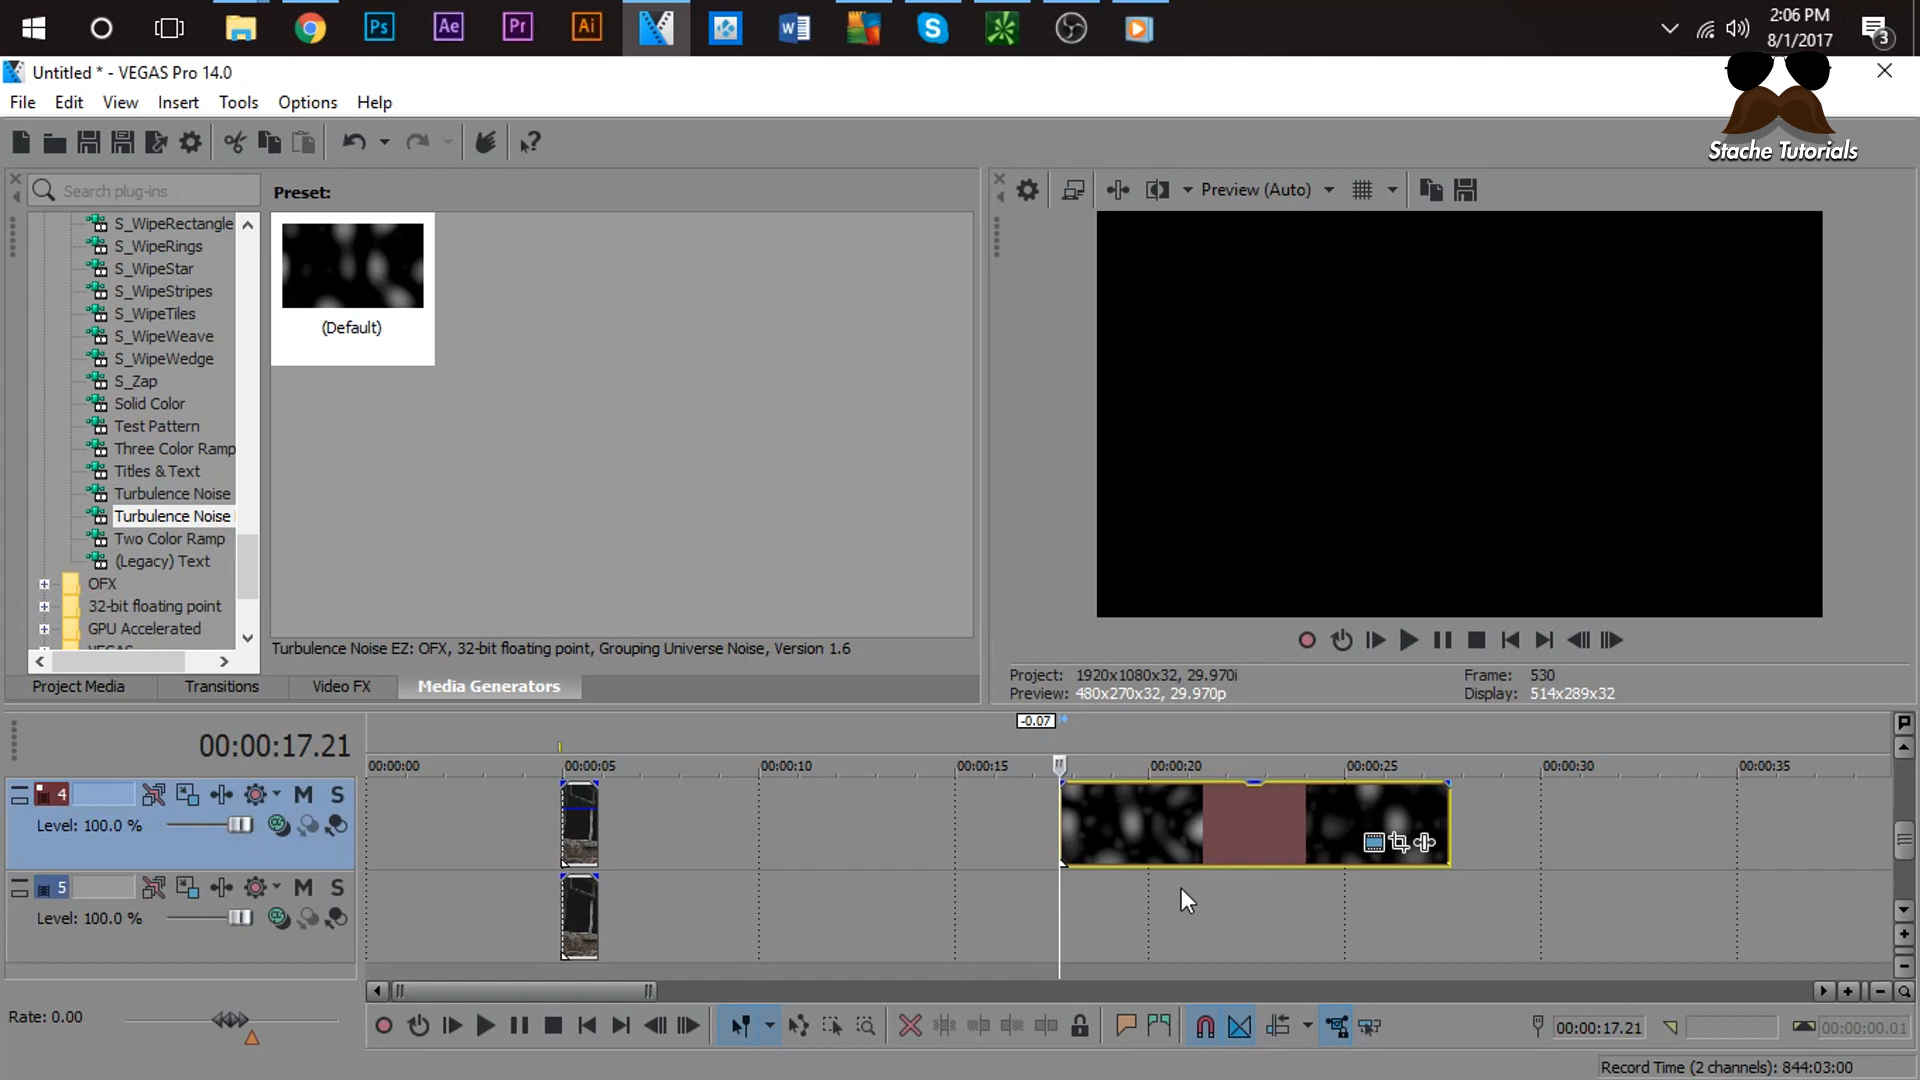 Ps Ae Pr Ai
2:06 PM
8/1/2017
3
Untitled * - VEGAS Pro 14.0
File Edit View Insert Tools Options Help
Stache Tutorials
Search plug-ins
Preset:
Preview (Auto)
S_WipeRectangle
S_WipeRings
S_WipeStar
S_WipeStripes
S_WipeTiles
S_WipeWeave
S_WipeWedge
S_Zap
Solid Color
Test Pattern
Three Color Ramp
Titles & Text
Turbulence Noise
Turbulence Noise
Two Color Ramp
(Legacy) Text
OFX
32-bit floating point
GPU Accelerated
(Default)
Turbulence Noise EZ: OFX, 32-bit floating point, Grouping Universe Noise, Version 1.6
Project Media Transitions Video FX Media Generators
Project: 1920x1080x32, 29.970i Frame: 530
Preview: 480x270x32, 29.970p Display: 514x289x32
-0.07
00:00:17.21
00:00:00 00:00:05 00:00:10 00:00:15 00:00:20 00:00:25 00:00:30 00:00:35
4 M S
Level: 100.0 %
5 M S
Level: 100.0 %
Rate: 0.00
00:00:17.21 00:00:00.01
Record Time (2 channels): 844:03:00